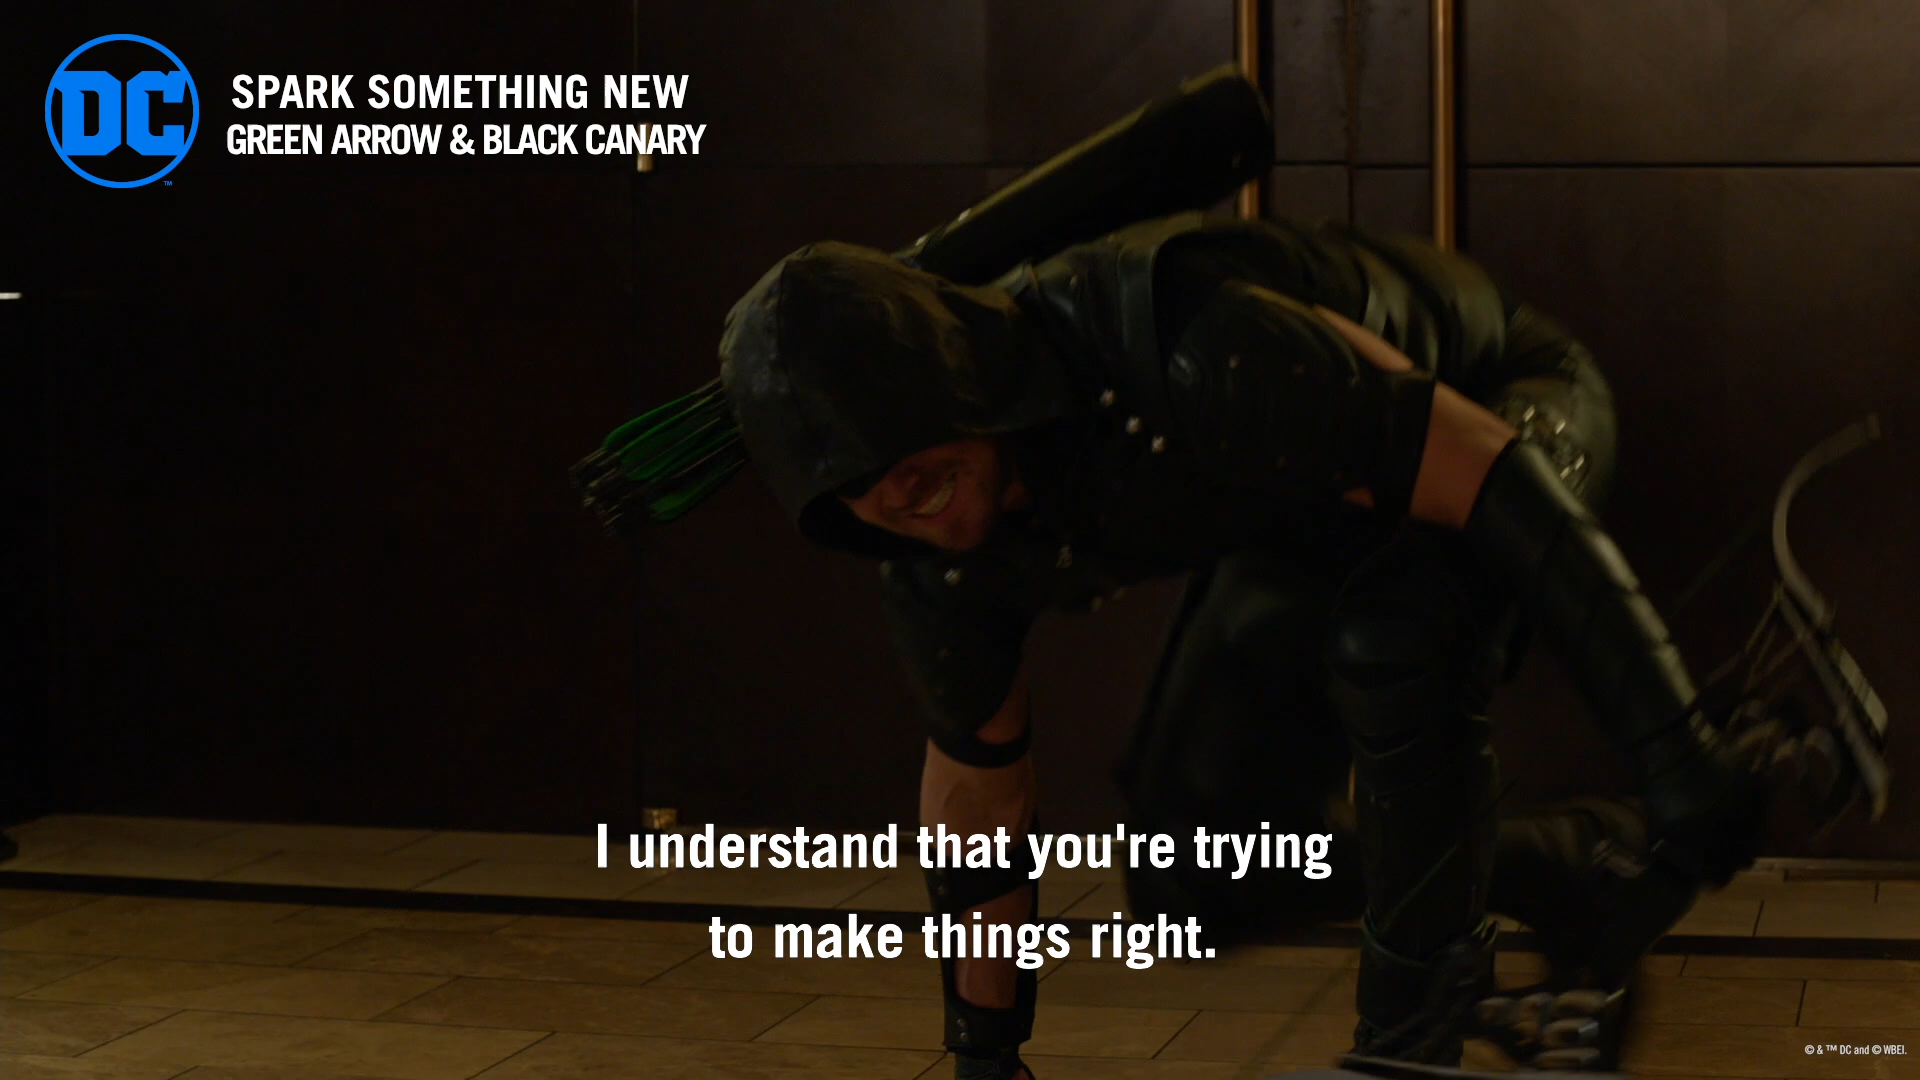 DC
™
SPARK SOMETHING NEW
GREEN ARROW & BLACK CANARY
I understand that you're trying
to make things right.
© & ™ DC and © WBEI.